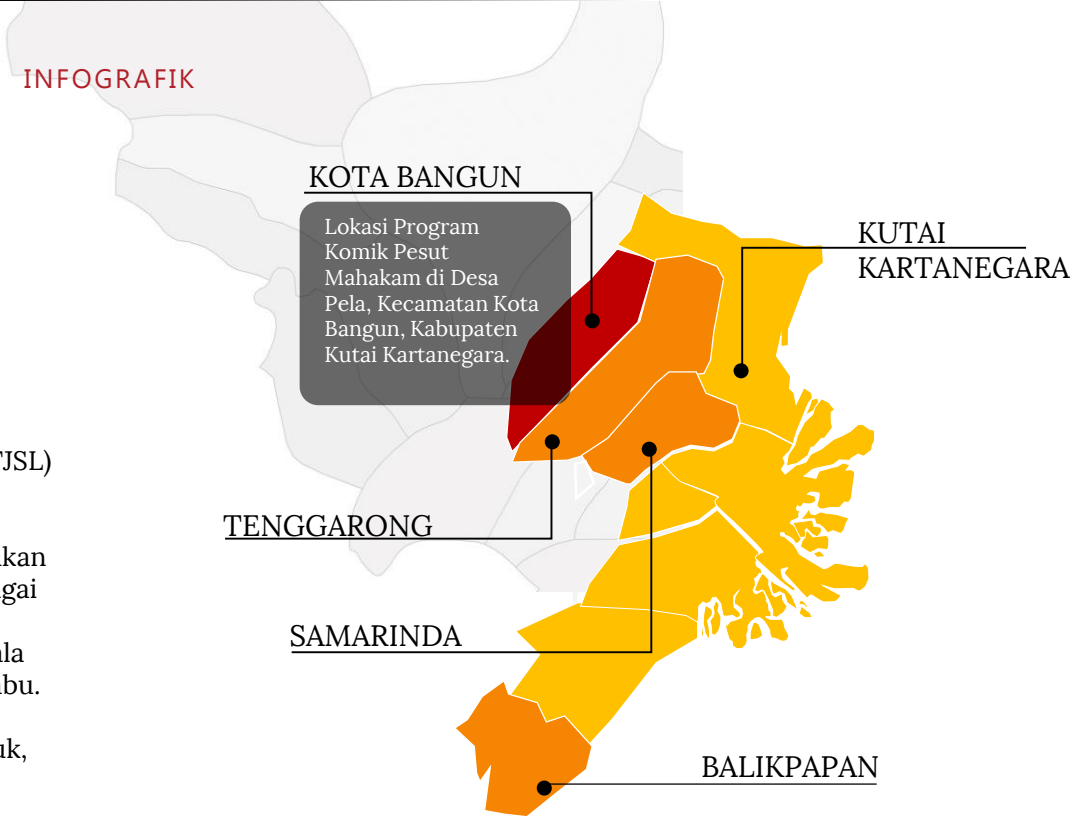 INFOGRAFIK
KOTA BANGUN
Lokasi Program
Komik Pesut
Mahakam di Desa
Pela, Kecamatan Kota
Bangun, Kabupaten
Kutai Kartanegara.
KUTAI
KARTANEGARA
TENGGARONG
SAMARINDA
BALIKPAPAN